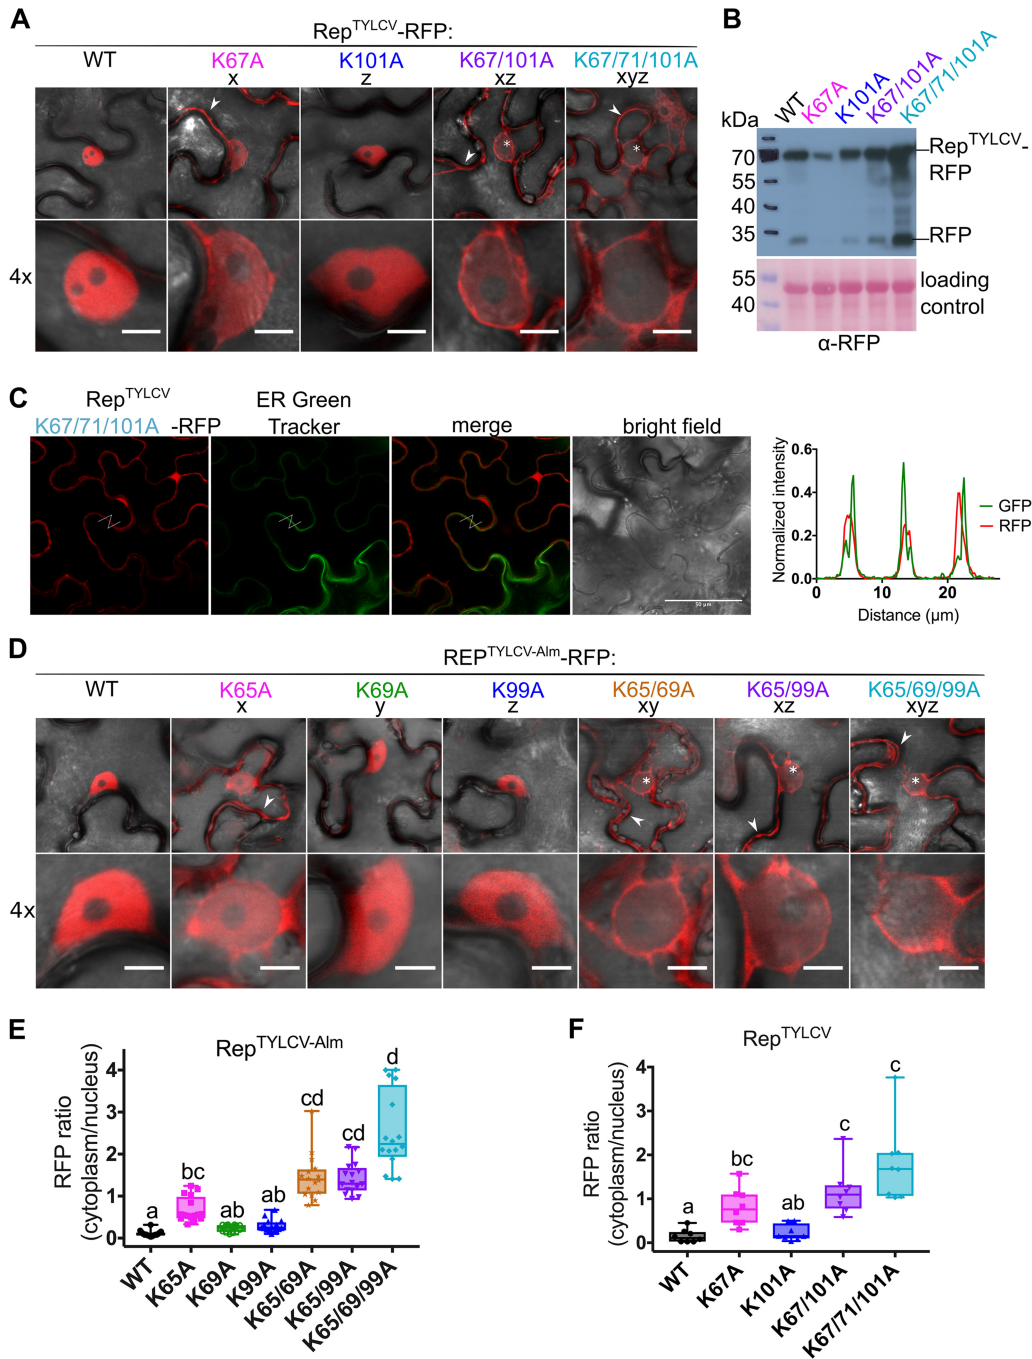 A
Rep^TYLCV-RFP:
WT K67A K101A K67/101A K67/71/101A
x z xz xyz
* *
4x
B
WT K67A K101A K67/101A K67/71/101A
kDa
70
55
40
35
Rep^TYLCV-
RFP
RFP
55
40
loading
control
α-RFP
C
Rep^TYLCV
K67/71/101A -RFP
ER Green
Tracker
merge
bright field
50 μm
Normalized intensity
0.6
0.4
0.2
0.0
0 10 20
Distance (μm)
GFP
RFP
D
REP^TYLCV-Alm-RFP:
WT K65A K69A K99A K65/69A K65/99A K65/69/99A
x y z xy xz xyz
* * *
4x
E
Rep^TYLCV-Alm
RFP ratio
(cytoplasm/nucleus)
4
3
2
1
0
a bc ab ab cd cd d
WT K65A K69A K99A K65/69A K65/99A K65/69/99A
F
Rep^TYLCV
RFP ratio
(cytoplasm/nucleus)
4
3
2
1
0
a bc ab c c
WT K67A K101A K67/101A K67/71/101A